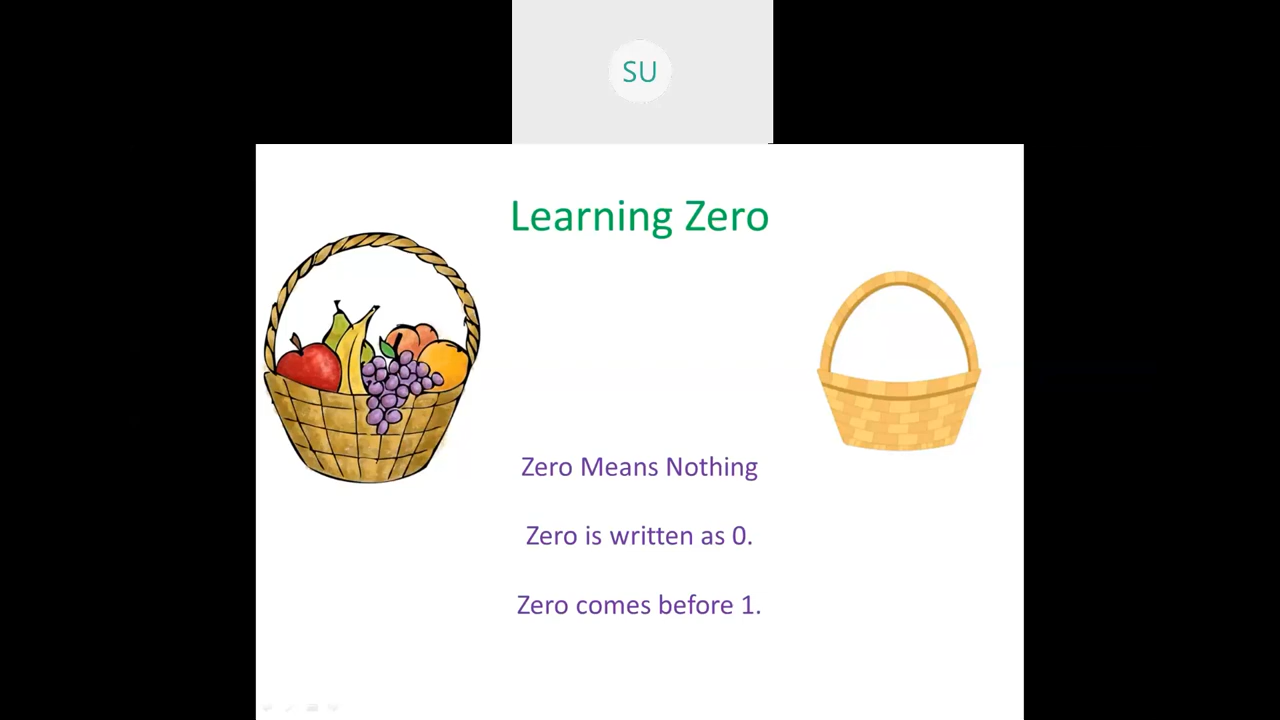 SU
Learning Zero
Zero Means Nothing
Zero is written as 0.
Zero comes before 1.